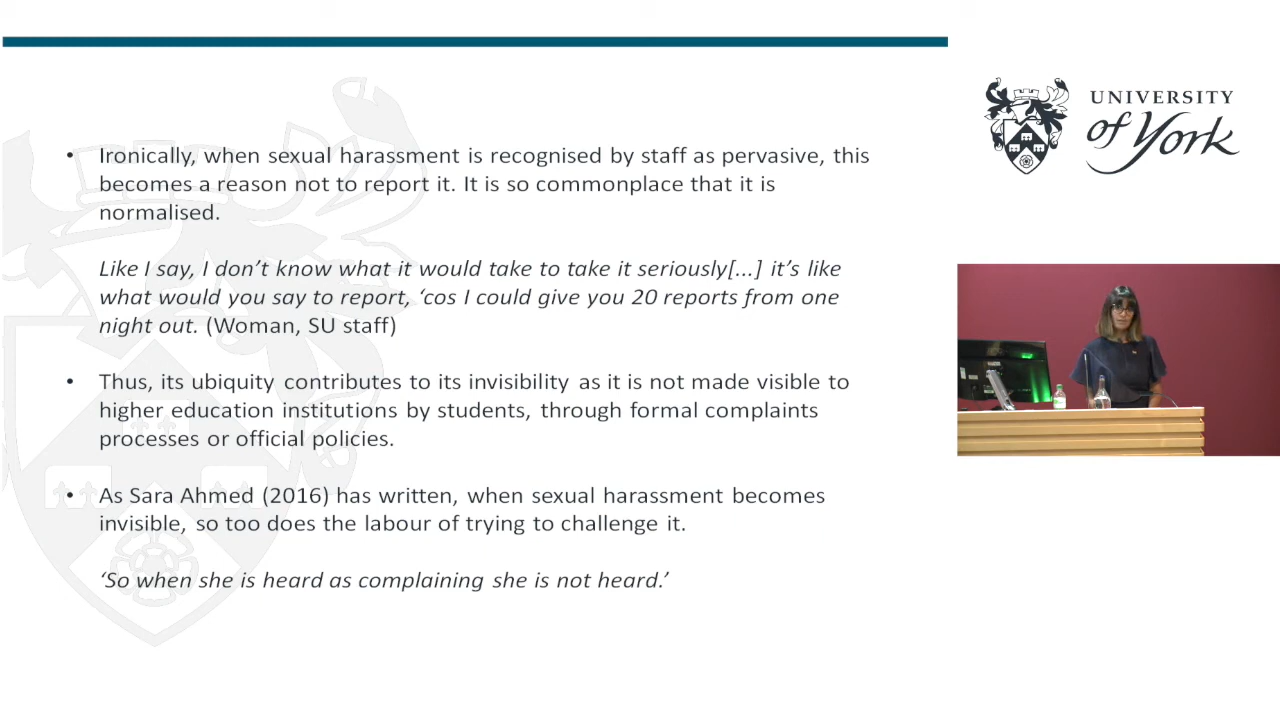 • Ironically, when sexual harassment is recognised by staff as pervasive, this
becomes a reason not to report it. It is so commonplace that it is
normalised.
Like I say, I don’t know what it would take to take it seriously[...] it’s like
what would you say to report, ‘cos I could give you 20 reports from one
night out. (Woman, SU staff)
• Thus, its ubiquity contributes to its invisibility as it is not made visible to
higher education institutions by students, through formal complaints
processes or official policies.
• As Sara Ahmed (2016) has written, when sexual harassment becomes
invisible, so too does the labour of trying to challenge it.
‘So when she is heard as complaining she is not heard.’
UNIVERSITY
of York